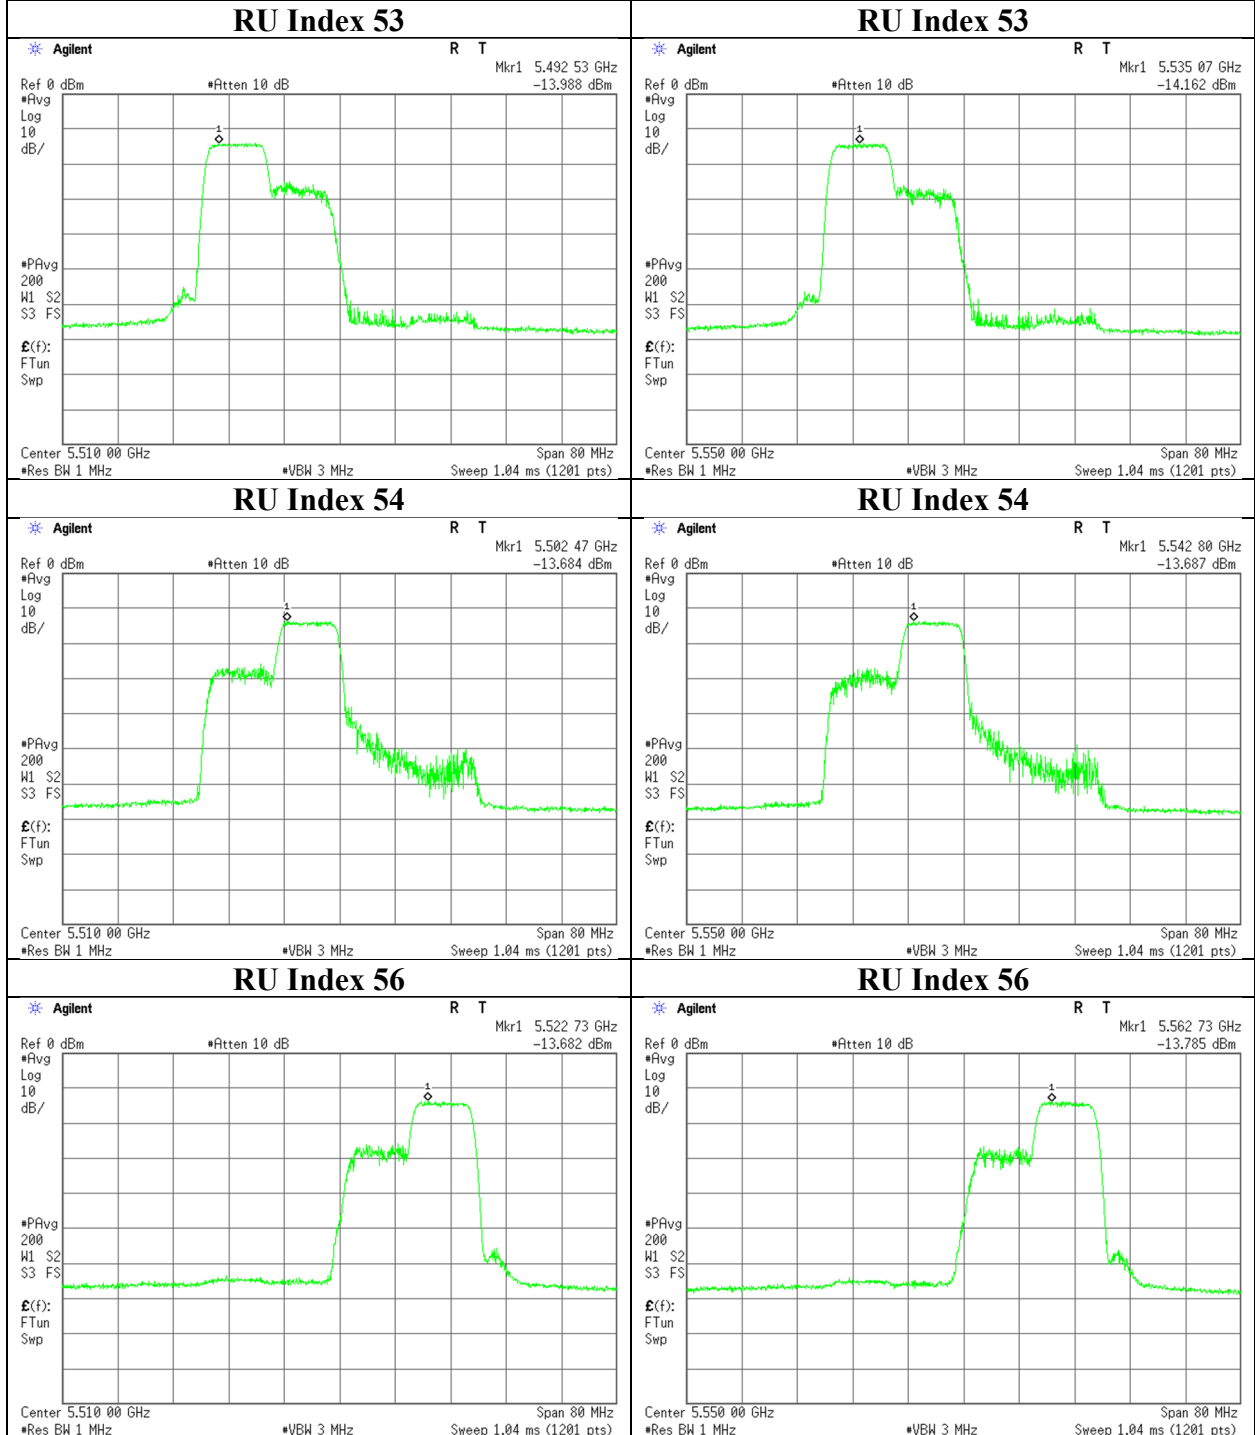 RU Index 53
Agilent
R T
Mkr1 5.492 53 GHz
Ref 0 dBm
#Atten 10 dB
-13.988 dBm
#Avg
Log
10
dB/
1
#PAvg
200
W1 S2
S3 FS
£(f):
FTun
Swp
Center 5.510 00 GHz
Span 80 MHz
#Res BW 1 MHz
#VBW 3 MHz
Sweep 1.04 ms (1201 pts)
RU Index 53
Agilent
R T
Mkr1 5.535 07 GHz
Ref 0 dBm
#Atten 10 dB
-14.162 dBm
#Avg
Log
10
dB/
1
#PAvg
200
W1 S2
S3 FS
£(f):
FTun
Swp
Center 5.550 00 GHz
Span 80 MHz
#Res BW 1 MHz
#VBW 3 MHz
Sweep 1.04 ms (1201 pts)
RU Index 54
Agilent
R T
Mkr1 5.502 47 GHz
Ref 0 dBm
#Atten 10 dB
-13.684 dBm
#Avg
Log
10
dB/
1
#PAvg
200
W1 S2
S3 FS
£(f):
FTun
Swp
Center 5.510 00 GHz
Span 80 MHz
#Res BW 1 MHz
#VBW 3 MHz
Sweep 1.04 ms (1201 pts)
RU Index 54
Agilent
R T
Mkr1 5.542 80 GHz
Ref 0 dBm
#Atten 10 dB
-13.687 dBm
#Avg
Log
10
dB/
1
#PAvg
200
W1 S2
S3 FS
£(f):
FTun
Swp
Center 5.550 00 GHz
Span 80 MHz
#Res BW 1 MHz
#VBW 3 MHz
Sweep 1.04 ms (1201 pts)
RU Index 56
Agilent
R T
Mkr1 5.522 73 GHz
Ref 0 dBm
#Atten 10 dB
-13.682 dBm
#Avg
Log
10
dB/
1
#PAvg
200
W1 S2
S3 FS
£(f):
FTun
Swp
Center 5.510 00 GHz
Span 80 MHz
#Res BW 1 MHz
#VBW 3 MHz
Sweep 1.04 ms (1201 pts)
RU Index 56
Agilent
R T
Mkr1 5.562 73 GHz
Ref 0 dBm
#Atten 10 dB
-13.785 dBm
#Avg
Log
10
dB/
1
#PAvg
200
W1 S2
S3 FS
£(f):
FTun
Swp
Center 5.550 00 GHz
Span 80 MHz
#Res BW 1 MHz
#VBW 3 MHz
Sweep 1.04 ms (1201 pts)